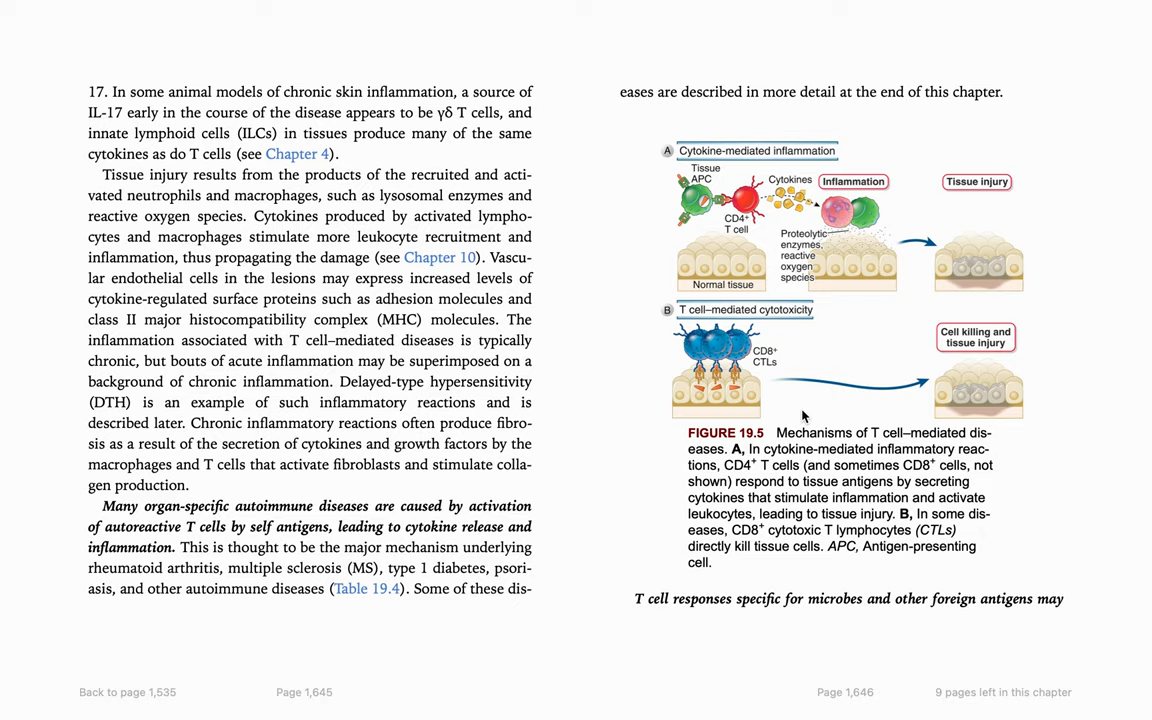 17. In some animal models of chronic skin inflammation, a source of
IL-17 early in the course of the disease appears to be γδ T cells, and
innate lymphoid cells (ILCs) in tissues produce many of the same
cytokines as do T cells (see Chapter 4).
Tissue injury results from the products of the recruited and acti-
vated neutrophils and macrophages, such as lysosomal enzymes and
reactive oxygen species. Cytokines produced by activated lympho-
cytes and macrophages stimulate more leukocyte recruitment and
inflammation, thus propagating the damage (see Chapter 10). Vascu-
lar endothelial cells in the lesions may express increased levels of
cytokine-regulated surface proteins such as adhesion molecules and
class II major histocompatibility complex (MHC) molecules. The
inflammation associated with T cell–mediated diseases is typically
chronic, but bouts of acute inflammation may be superimposed on a
background of chronic inflammation. Delayed-type hypersensitivity
(DTH) is an example of such inflammatory reactions and is
described later. Chronic inflammatory reactions often produce fibro-
sis as a result of the secretion of cytokines and growth factors by the
macrophages and T cells that activate fibroblasts and stimulate colla-
gen production.
Many organ-specific autoimmune diseases are caused by activation
of autoreactive T cells by self antigens, leading to cytokine release and
inflammation. This is thought to be the major mechanism underlying
rheumatoid arthritis, multiple sclerosis (MS), type 1 diabetes, psori-
asis, and other autoimmune diseases (Table 19.4). Some of these dis-
eases are described in more detail at the end of this chapter.
A Cytokine-mediated inflammation
Tissue
APC
Cytokines
Inflammation
Tissue injury
CD4+
T cell
Proteolytic
enzymes,
reactive
oxygen
species
Normal tissue
B T cell–mediated cytotoxicity
CD8+
CTLs
Cell killing and
tissue injury
FIGURE 19.5 Mechanisms of T cell–mediated dis-
eases. A, In cytokine-mediated inflammatory reac-
tions, CD4+ T cells (and sometimes CD8+ cells, not
shown) respond to tissue antigens by secreting
cytokines that stimulate inflammation and activate
leukocytes, leading to tissue injury. B, In some dis-
eases, CD8+ cytotoxic T lymphocytes (CTLs)
directly kill tissue cells. APC, Antigen-presenting
cell.
T cell responses specific for microbes and other foreign antigens may
Back to page 1,535
Page 1,645
Page 1,646
9 pages left in this chapter